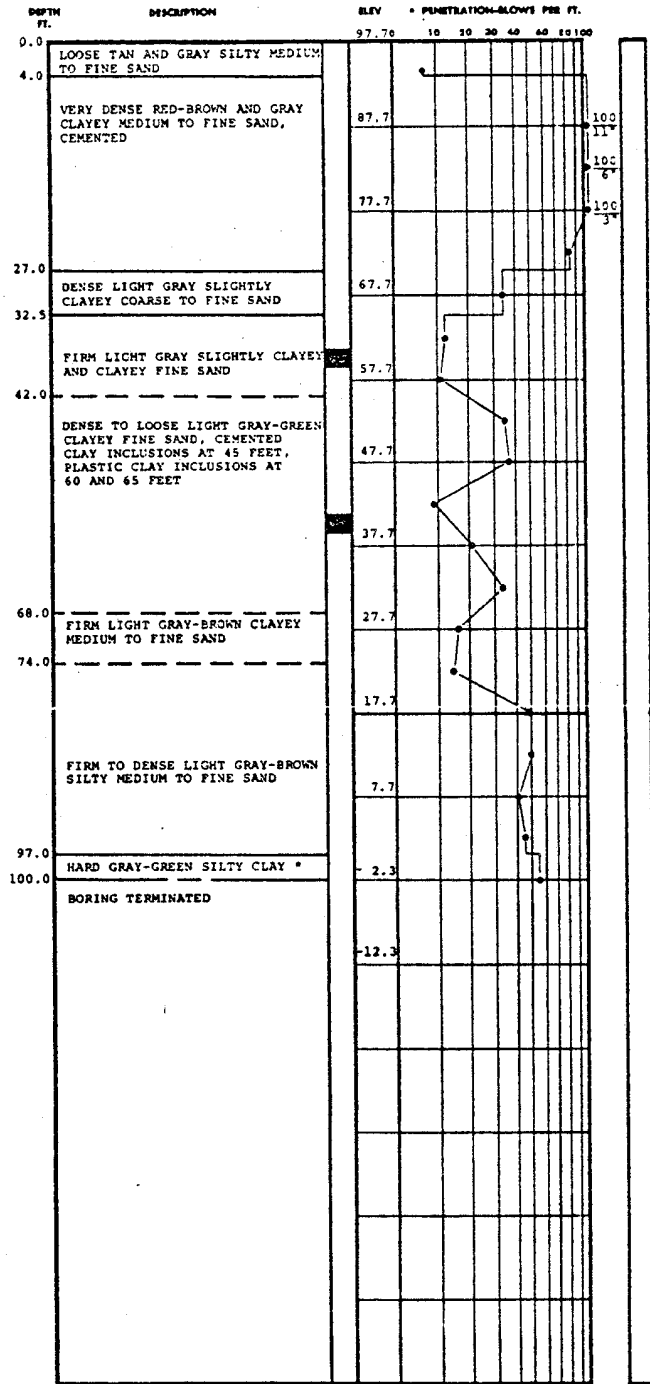 DEPTH FT. DESCRIPTION ELEV • PENETRATION-BLOWS PER FT.
97.70 10 20 30 40 60 80 100
0.0
LOOSE TAN AND GRAY SILTY MEDIUM
TO FINE SAND
4.0
VERY DENSE RED-BROWN AND GRAY
CLAYEY MEDIUM TO FINE SAND,
CEMENTED
87.7
100
11"
100
6"
77.7
100
3"
27.0
DENSE LIGHT GRAY SLIGHTLY
CLAYEY COARSE TO FINE SAND
67.7
32.5
FIRM LIGHT GRAY SLIGHTLY CLAYEY
AND CLAYEY FINE SAND
57.7
42.0
DENSE TO LOOSE LIGHT GRAY-GREEN
CLAYEY FINE SAND, CEMENTED
CLAY INCLUSIONS AT 45 FEET,
PLASTIC CLAY INCLUSIONS AT
60 AND 65 FEET
47.7
37.7
68.0
FIRM LIGHT GRAY-BROWN CLAYEY
MEDIUM TO FINE SAND
27.7
74.0
17.7
FIRM TO DENSE LIGHT GRAY-BROWN
SILTY MEDIUM TO FINE SAND
7.7
97.0
HARD GRAY-GREEN SILTY CLAY *
100.0
- 2.3
BORING TERMINATED
-12.3